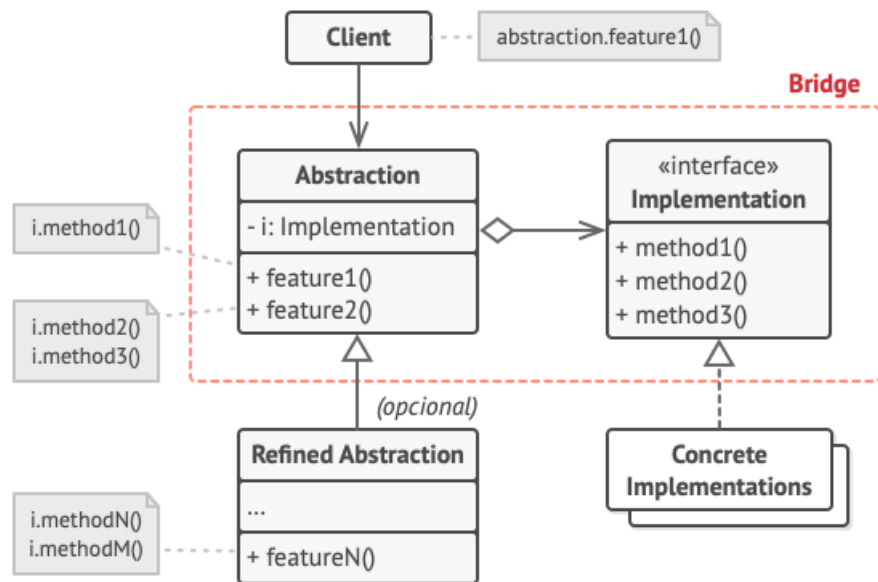 Client
abstraction.feature1()
Bridge
Abstraction
- i: Implementation
+ feature1()
+ feature2()
«interface»
Implementation
+ method1()
+ method2()
+ method3()
i.method1()
i.method2()
i.method3()
(opcional)
Refined Abstraction
...
+ featureN()
Concrete
Implementations
i.methodN()
i.methodM()